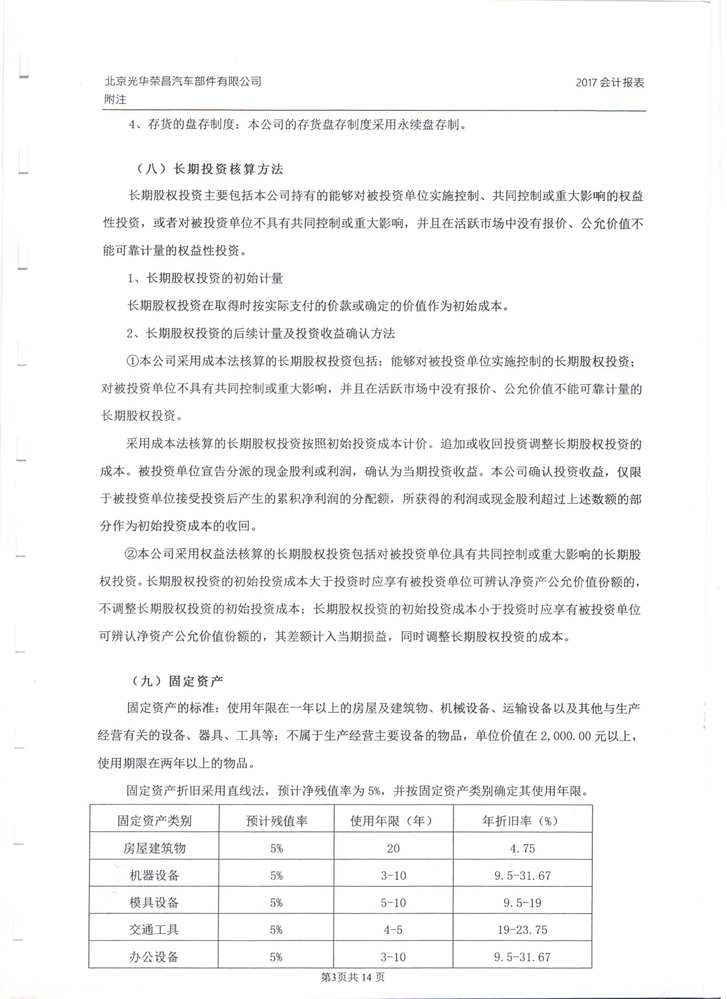 北京光华荣昌汽车部件有限公司 2017会计报表
附注
4、存货的盘存制度：本公司的存货盘存制度采用永续盘存制。
（八）长期投资核算方法
长期股权投资主要包括本公司持有的能够对被投资单位实施控制、共同控制或重大影响的权益
性投资，或者对被投资单位不具有共同控制或重大影响，并且在活跃市场中没有报价、公允价值不
能可靠计量的权益性投资。
1、长期股权投资的初始计量
长期股权投资在取得时按实际支付的价款或确定的价值作为初始成本。
2、长期股权投资的后续计量及投资收益确认方法
①本公司采用成本法核算的长期股权投资包括：能够对被投资单位实施控制的长期股权投资；
对被投资单位不具有共同控制或重大影响，并且在活跃市场中没有报价、公允价值不能可靠计量的
长期股权投资。
采用成本法核算的长期股权投资按照初始投资成本计价。追加或收回投资调整长期股权投资的
成本。被投资单位宣告分派的现金股利或利润，确认为当期投资收益。本公司确认投资收益，仅限
于被投资单位接受投资后产生的累积净利润的分配额，所获得的利润或现金股利超过上述数额的部
分作为初始投资成本的收回。
②本公司采用权益法核算的长期股权投资包括对被投资单位具有共同控制或重大影响的长期股
权投资。长期股权投资的初始投资成本大于投资时应享有被投资单位可辨认净资产公允价值份额的，
不调整长期股权投资的初始投资成本；长期股权投资的初始投资成本小于投资时应享有被投资单位
可辨认净资产公允价值份额的，其差额计入当期损益，同时调整长期股权投资的成本。
（九）固定资产
固定资产的标准：使用年限在一年以上的房屋及建筑物、机械设备、运输设备以及其他与生产
经营有关的设备、器具、工具等；不属于生产经营主要设备的物品，单位价值在 2,000.00 元以上，
使用期限在两年以上的物品。
固定资产折旧采用直线法，预计净残值率为 5%，并按固定资产类别确定其使用年限。
固定资产类别 预计残值率 使用年限（年） 年折旧率（%）
房屋建筑物 5% 20 4.75
机器设备 5% 3-10 9.5-31.67
模具设备 5% 5-10 9.5-19
交通工具 5% 4-5 19-23.75
办公设备 5% 3-10 9.5-31.67
第3页共 14 页